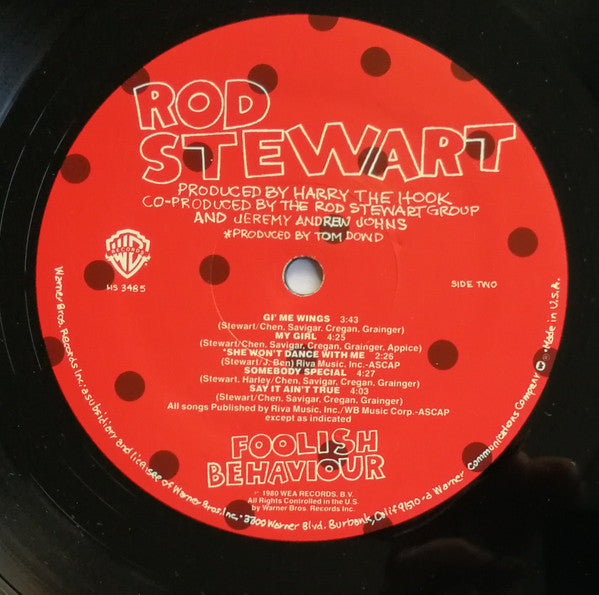 ROD
STEWART
PRODUCED BY HARRY THE HOOK
CO-PRODUCED BY THE ROD STEWART GROUP
AND JEREMY ANDREW JOHNS
*PRODUCED BY TOM DOWD
WB
RECORDS
HS 3485
SIDE TWO
GI' ME WINGS 3:43
(Stewart/Chen, Savigar, Cregan, Grainger)
MY GIRL 4:25
(Stewart/Chen, Savigar, Cregan, Grainger, Appice)
*SHE WON'T DANCE WITH ME 2:26
(Stewart/J. Ben) Riva Music, Inc.-ASCAP
SOMEBODY SPECIAL 4:27
(Stewart, Harley/Chen, Savigar, Cregan, Grainger)
SAY IT AIN'T TRUE 4:03
(Stewart/Chen, Savigar, Cregan, Grainger)
All songs Published by Riva Music, Inc./WB Music Corp.-ASCAP
except as indicated
FOOLISH
BEHAVIOUR
℗ 1980 WEA RECORDS, B.V.
All Rights Controlled in the U.S.
by Warner Bros. Records Inc.
Warner Bros. Records Inc., a subsidiary and licensee of Warner Bros. Inc., • 3300 Warner Blvd. Burbank, Calif 91510 • a Warner Communications Company • Made in U.S.A.